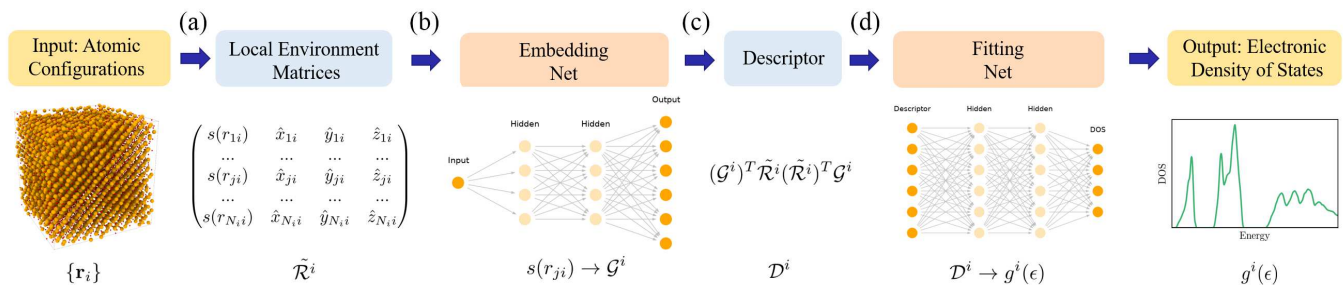 (a)
(b)
(c)
(d)
Input: Atomic
Configurations
Local Environment
Matrices
Embedding
Net
Descriptor
Fitting
Net
Output: Electronic
Density of States
s(r_{1i}) x̂_{1i} ŷ_{1i} ẑ_{1i}
... ... ... ...
s(r_{ji}) x̂_{ji} ŷ_{ji} ẑ_{ji}
... ... ... ...
s(r_{N_i i}) x̂_{N_i i} ŷ_{N_i i} ẑ_{N_i i}
Input
Hidden
Hidden
Output
(𝒢^i)^T ℛ̃^i(ℛ̃^i)^T 𝒢^i
Descriptor
Hidden
Hidden
DOS
DOS
Energy
{𝐫_i}
ℛ̃^i
s(r_{ji}) → 𝒢^i
𝒟^i
𝒟^i → g^i(ϵ)
g^i(ϵ)